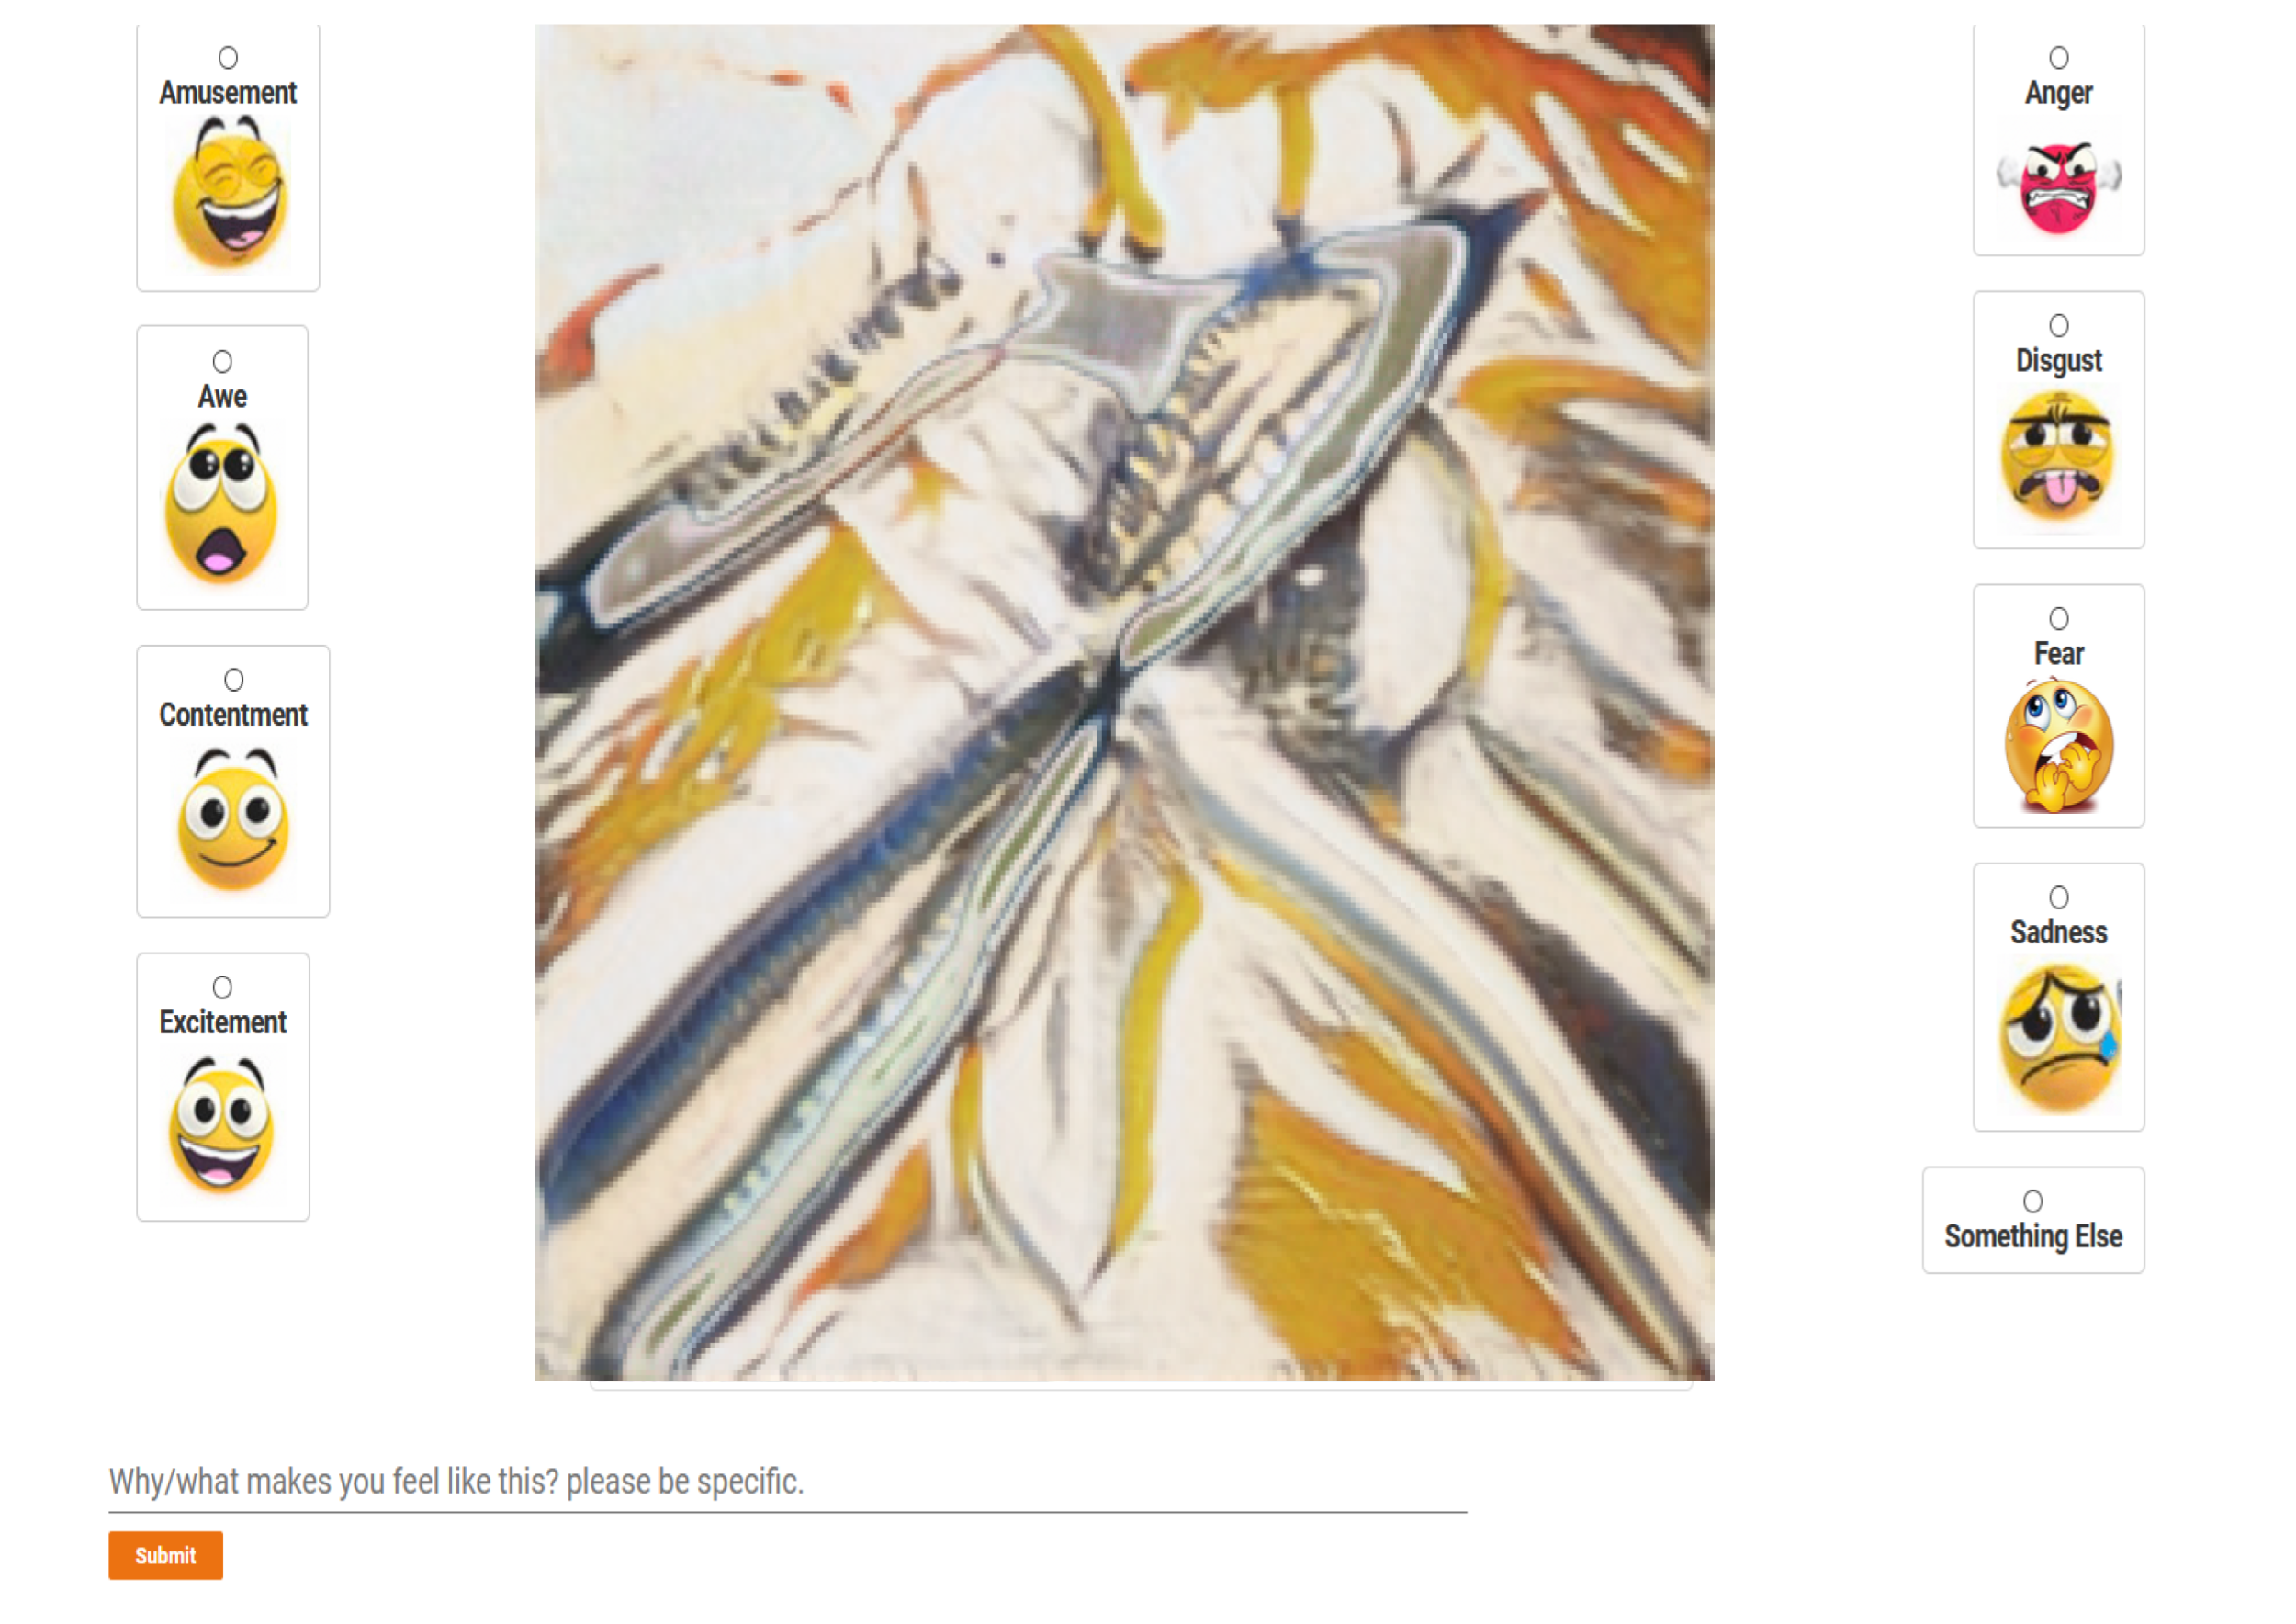 Amusement
Awe
Contentment
Excitement
Anger
Disgust
Fear
Sadness
Something Else
Why/what makes you feel like this? please be specific.
Submit